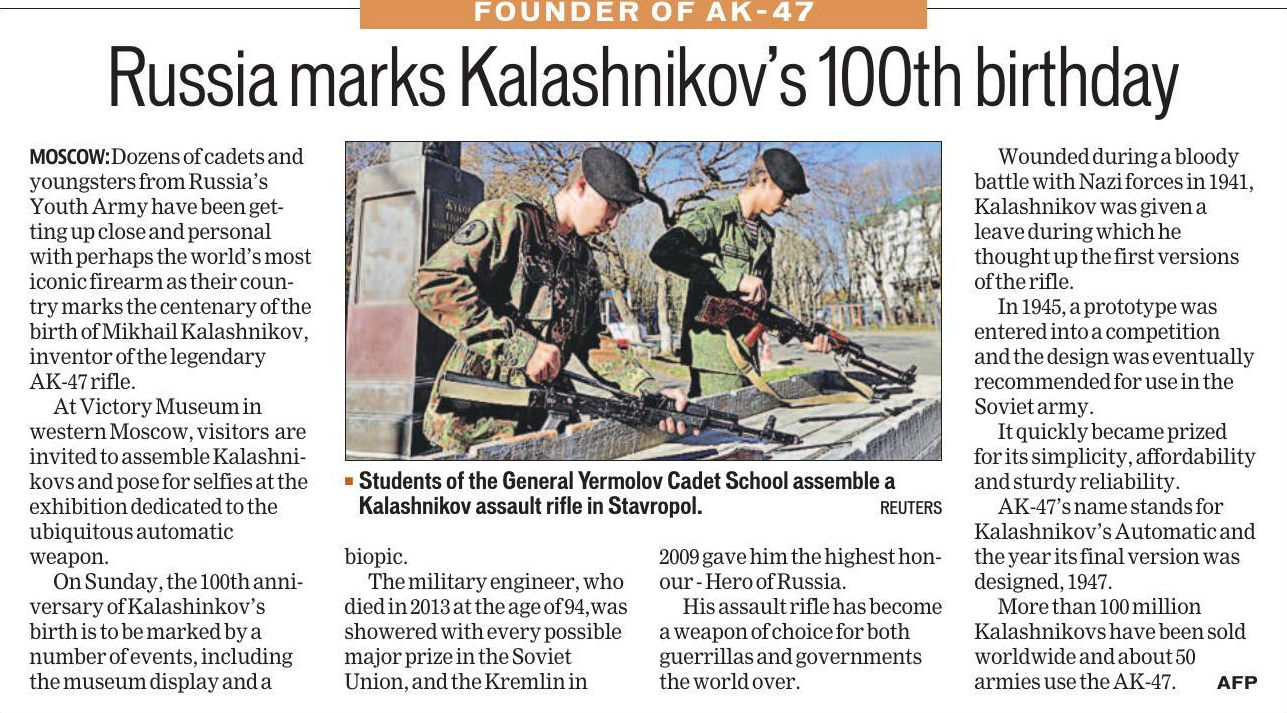 FOUNDER OF AK-47
Russia marks Kalashnikov's 100th birthday
MOSCOW: Dozens of cadets and
youngsters from Russia's
Youth Army have been get-
ting up close and personal
with perhaps the world's most
iconic firearm as their coun-
try marks the centenary of the
birth of Mikhail Kalashnikov,
inventor of the legendary
AK-47 rifle.
At Victory Museum in
western Moscow, visitors are
invited to assemble Kalashni-
kovs and pose for selfies at the
exhibition dedicated to the
ubiquitous automatic
weapon.
On Sunday, the 100th anni-
versary of Kalashinkov's
birth is to be marked by a
number of events, including
the museum display and a
■ Students of the General Yermolov Cadet School assemble a
Kalashnikov assault rifle in Stavropol. REUTERS
biopic.
The military engineer, who
died in 2013 at the age of 94, was
showered with every possible
major prize in the Soviet
Union, and the Kremlin in
2009 gave him the highest hon-
our - Hero of Russia.
His assault rifle has become
a weapon of choice for both
guerrillas and governments
the world over.
Wounded during a bloody
battle with Nazi forces in 1941,
Kalashnikov was given a
leave during which he
thought up the first versions
of the rifle.
In 1945, a prototype was
entered into a competition
and the design was eventually
recommended for use in the
Soviet army.
It quickly became prized
for its simplicity, affordability
and sturdy reliability.
AK-47's name stands for
Kalashnikov's Automatic and
the year its final version was
designed, 1947.
More than 100 million
Kalashnikovs have been sold
worldwide and about 50
armies use the AK-47. AFP